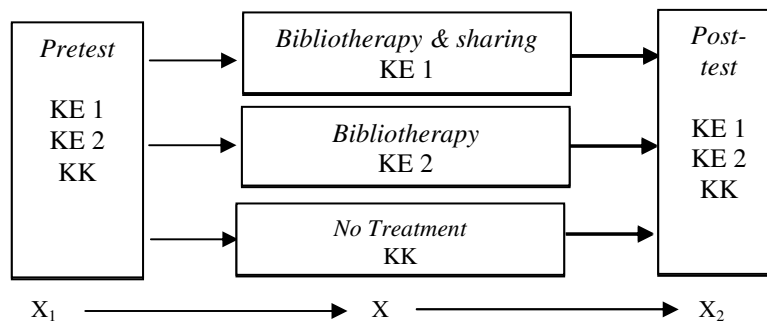 Pretest
KE 1
KE 2
KK
Bibliotherapy & sharing
KE 1
Bibliotherapy
KE 2
No Treatment
KK
Post-
test
KE 1
KE 2
KK
X₁
X
X₂